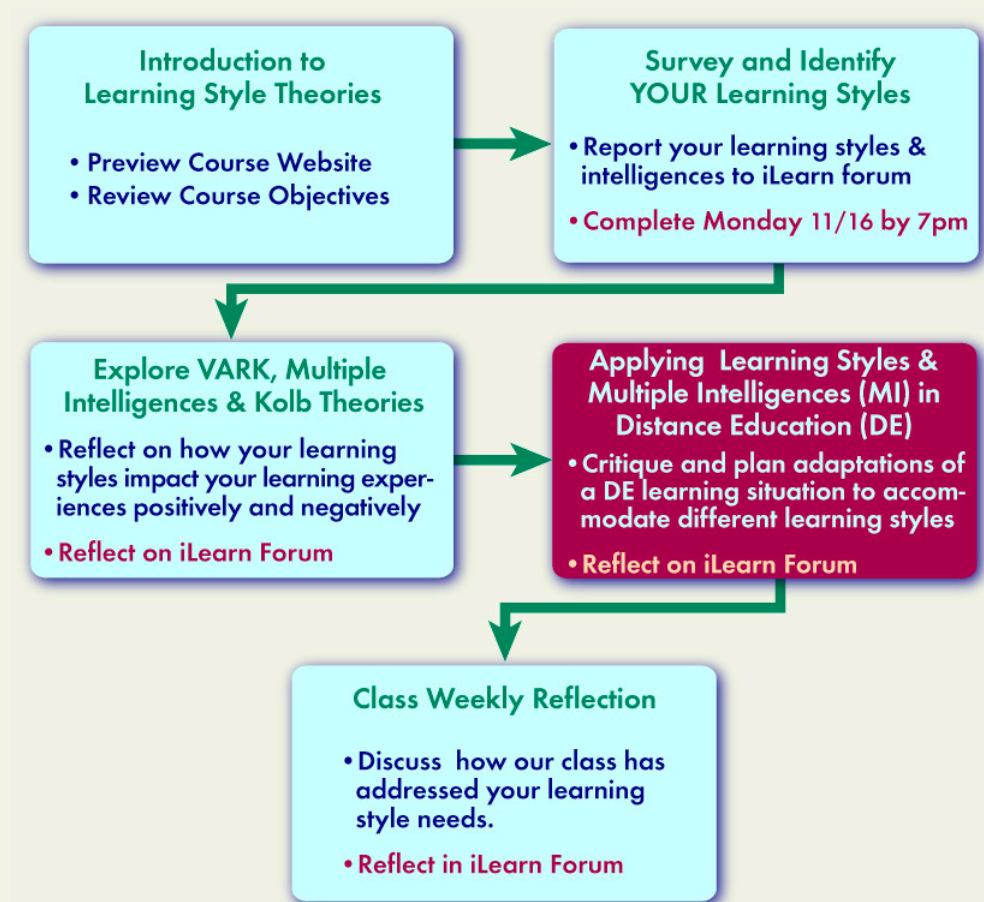 Introduction to
Learning Style Theories
• Preview Course Website
• Review Course Objectives
Survey and Identify
YOUR Learning Styles
• Report your learning styles &
intelligences to iLearn forum
• Complete Monday 11/16 by 7pm
Explore VARK, Multiple
Intelligences & Kolb Theories
• Reflect on how your learning
styles impact your learning exper-
iences positively and negatively
• Reflect on iLearn Forum
Applying Learning Styles &
Multiple Intelligences (MI) in
Distance Education (DE)
• Critique and plan adaptations of
a DE learning situation to accom-
modate different learning styles
• Reflect on iLearn Forum
Class Weekly Reflection
• Discuss how our class has
addressed your learning
style needs.
• Reflect in iLearn Forum